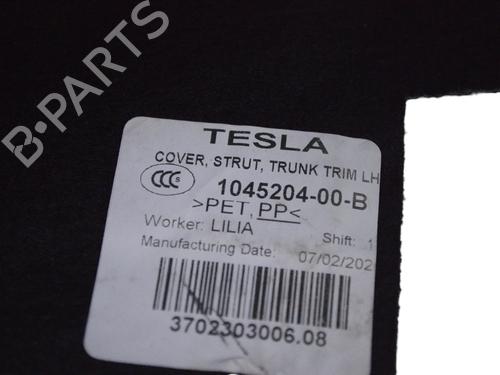 TESLA
COVER, STRUT, TRUNK TRIM LH
CCC S
1045204-00-B
>PET,PP<
Worker: LILIA
Shift: 1
Manufacturing Date: 07/02/202
3702303006.08
B-PARTS